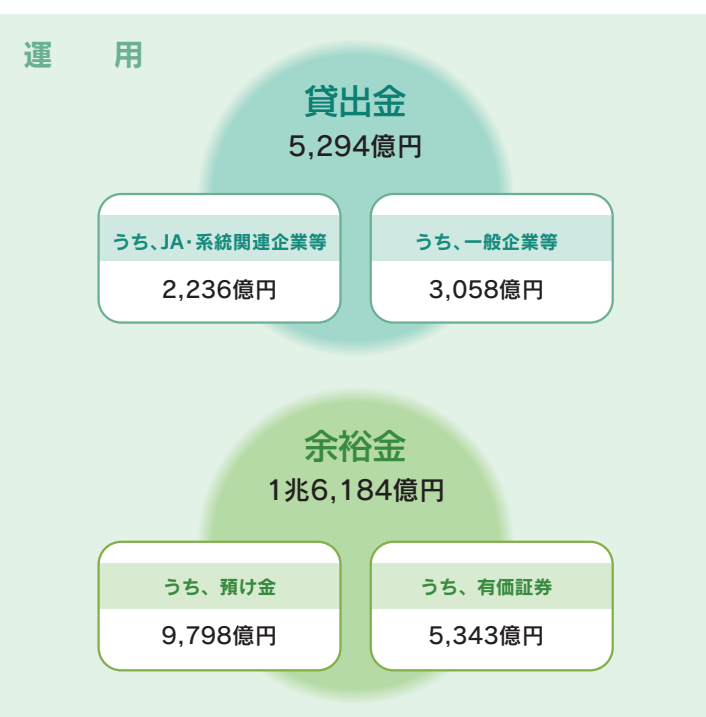 運　用
貸出金
5,294億円
うち、JA・系統関連企業等
2,236億円
うち、一般企業等
3,058億円
余裕金
1兆6,184億円
うち、預け金
9,798億円
うち、有価証券
5,343億円